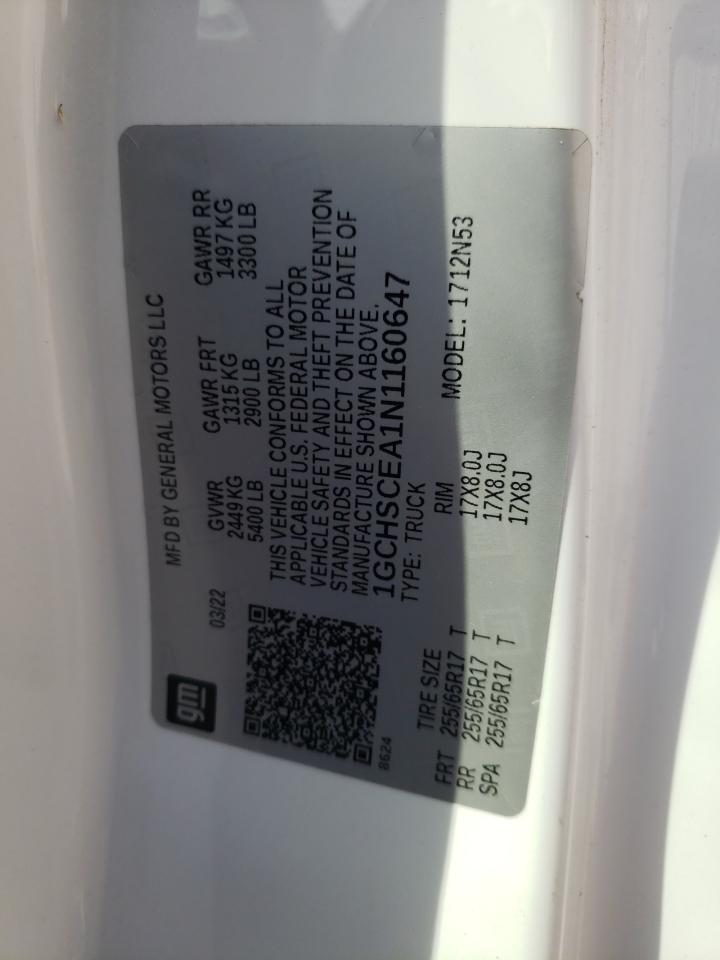 gm
MFD BY GENERAL MOTORS LLC
03/22
GVWR GAWR FRT GAWR RR
2449 KG 1315 KG 1497 KG
5400 LB 2900 LB 3300 LB
THIS VEHICLE CONFORMS TO ALL
APPLICABLE U.S. FEDERAL MOTOR
VEHICLE SAFETY AND THEFT PREVENTION
STANDARDS IN EFFECT ON THE DATE OF
MANUFACTURE SHOWN ABOVE.
1GCHSCEA1N1160647
8624
TYPE: TRUCK
MODEL: 1712N53
TIRE SIZE RIM
FRT 255/65R17 T 17X8.0J
RR 255/65R17 T 17X8.0J
SPA 255/65R17 T 17X8J